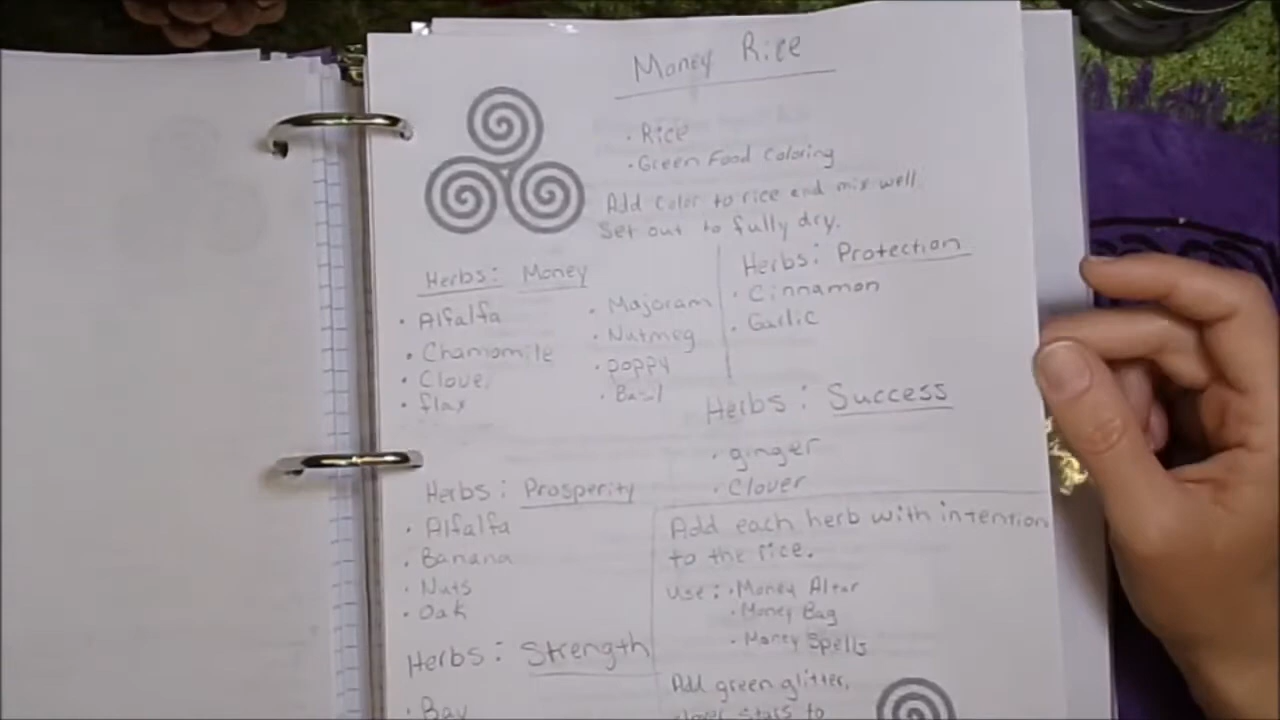 Money Rice
• Rice
• Green Food Coloring
Add color to rice and mix well.
Set out to fully dry.
Herbs: Money
• Alfalfa
• Chamomile
• Clove
• flax
• Majoram
• Nutmeg
• poppy
• Basil
Herbs: Protection
• Cinnamon
• Garlic
Herbs: Success
• ginger
• Clover
Herbs: Prosperity
• Alfalfa
• Banana
• Nuts
• Oak
Herbs: Strength
• Bay
Add each herb with intention
to the rice.
Use: • Money Altar
• Money Bag
• Money Spells
Add green glitter,
stars to